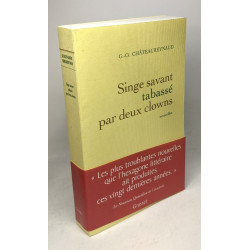 G.-O. CHÂTEAUREYNAUD
Singe savant
tabassé
par deux clowns
nouvelles
« Les plus troublantes nouvelles
que l'hexagone littéraire
ait produites
ces vingt dernières années. »
Grasset